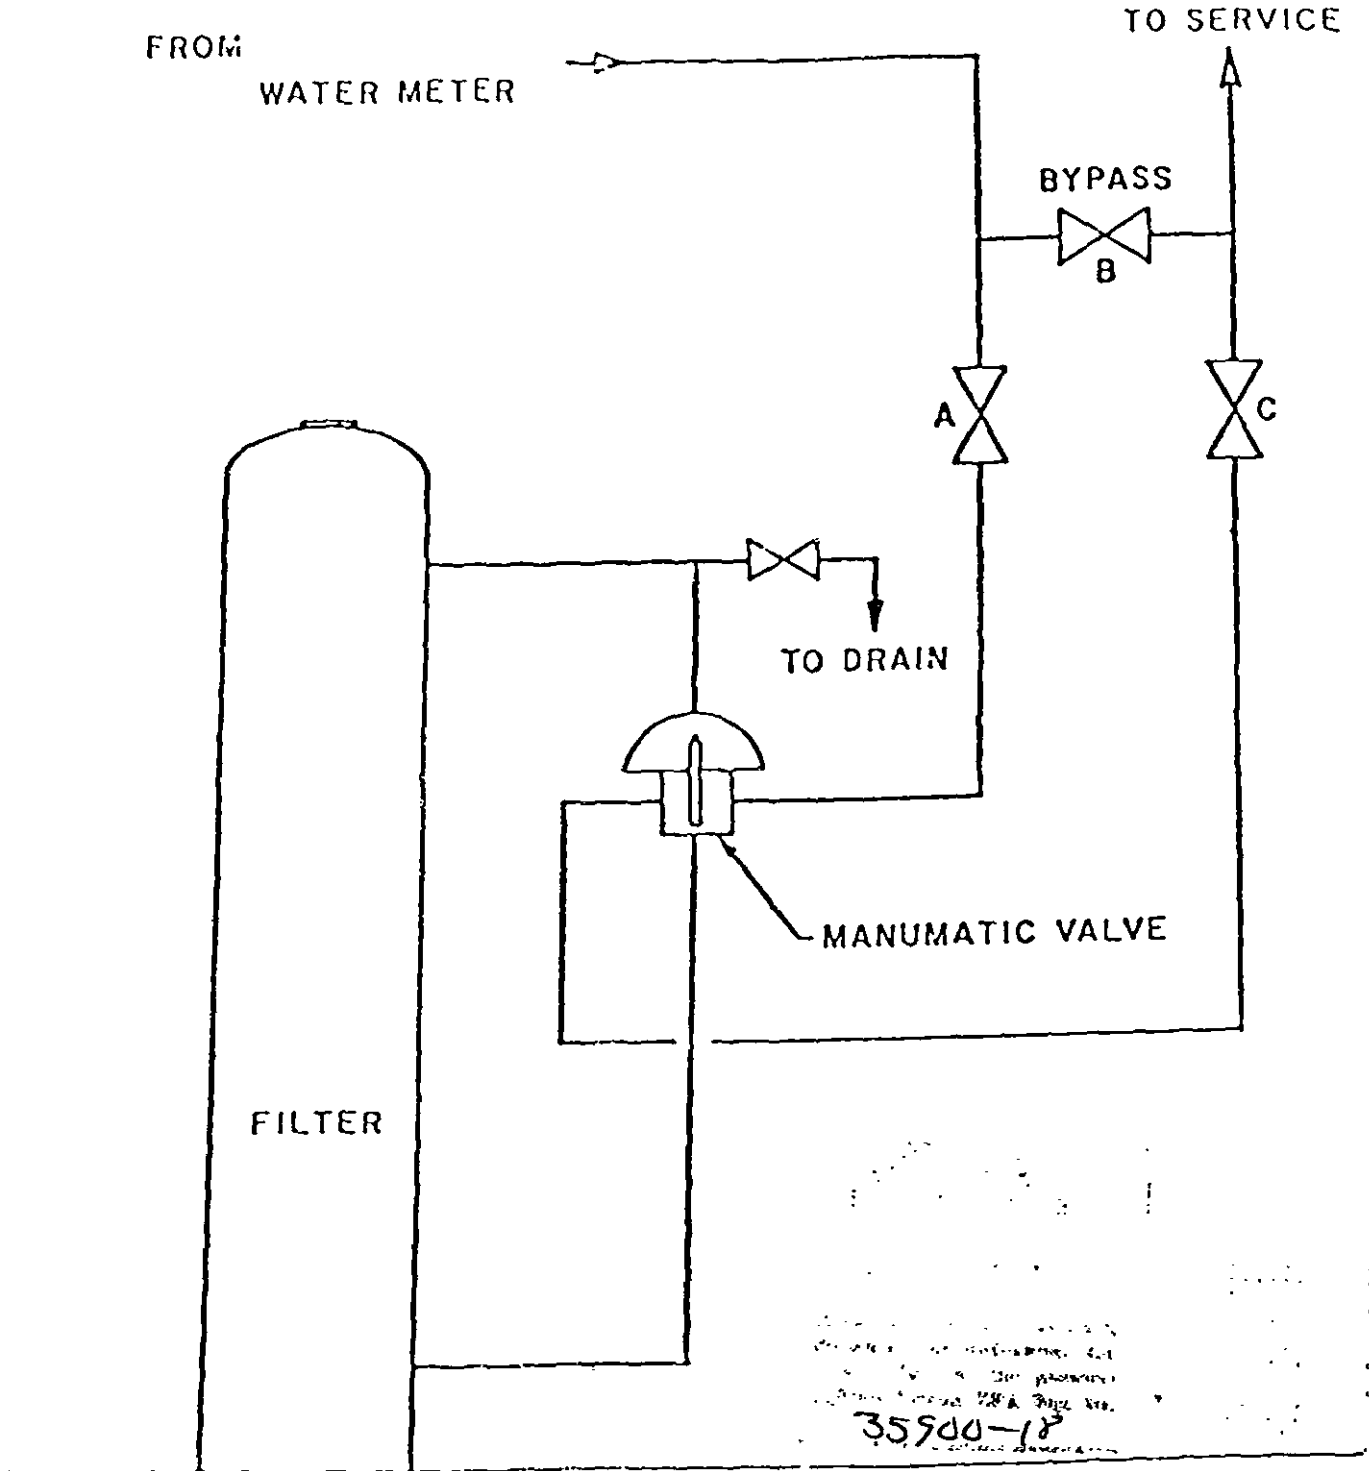 TO SERVICE
FROM
WATER METER
BYPASS
B
A
C
TO DRAIN
MANUMATIC VALVE
FILTER
35900-18